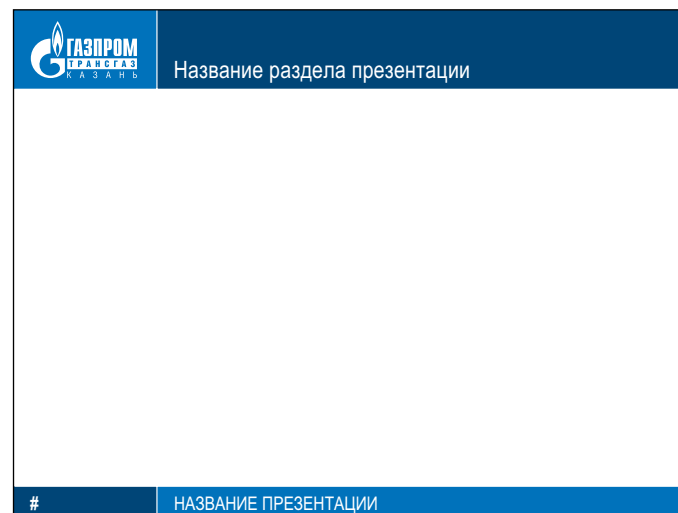 ГАЗПРОМ
ТРАНСГАЗ
КАЗАНЬ
Название раздела презентации
#
НАЗВАНИЕ ПРЕЗЕНТАЦИИ